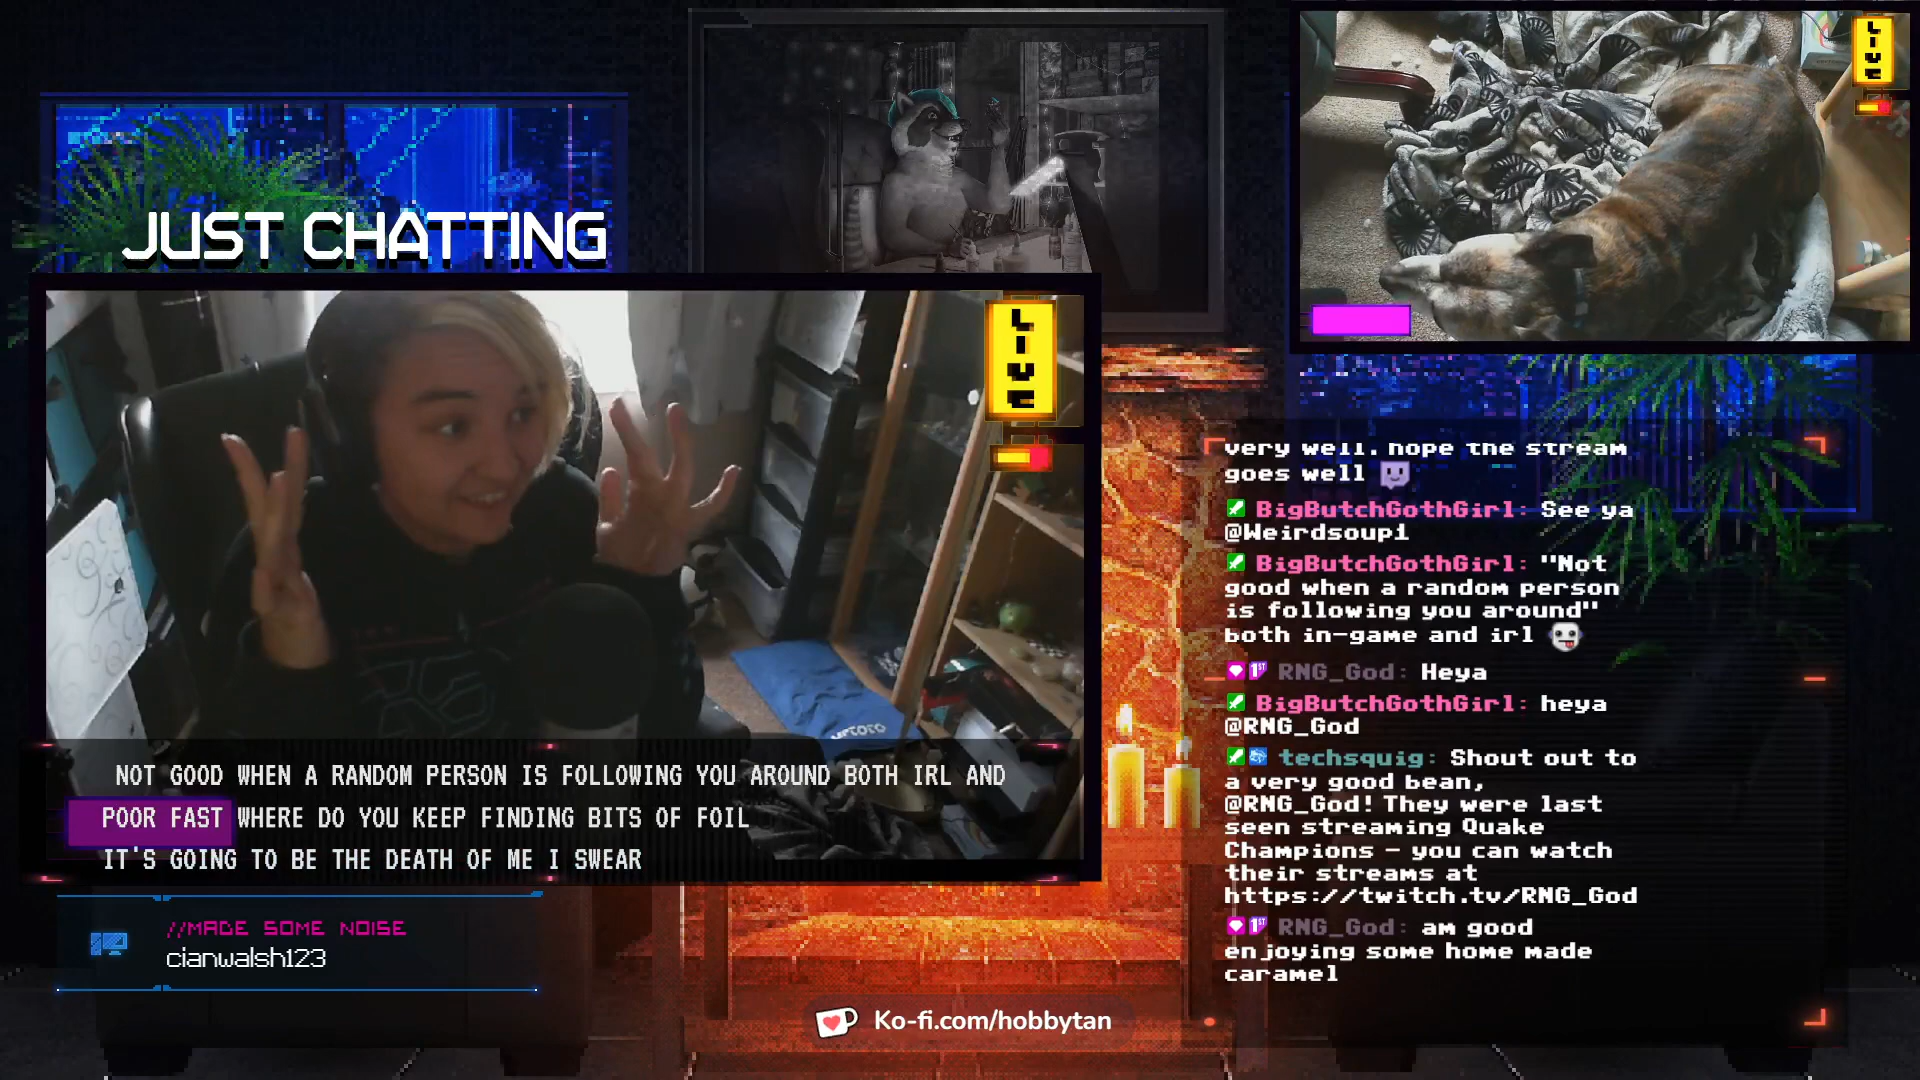 JUST CHATTING
LIVE
LIVE
NOT GOOD WHEN A RANDOM PERSON IS FOLLOWING YOU AROUND BOTH IRL AND
POOR FAST WHERE DO YOU KEEP FINDING BITS OF FOIL
IT'S GOING TO BE THE DEATH OF ME I SWEAR
//MADE SOME NOISE
cianwalsh123
Ko-fi.com/hobbytan
very well. hope the stream
goes well
BigButchGothGirl: See ya
@Weirdsoup1
BigButchGothGirl: "Not
good when a random person
is following you around"
both in-game and irl
1ST RNG_God: Heya
BigButchGothGirl: heya
@RNG_God
techsquig: Shout out to
a very good bean,
@RNG_God! They were last
seen streaming Quake
Champions - you can watch
their streams at
https://twitch.tv/RNG_God
1ST RNG_God: am good
enjoying some home made
caramel